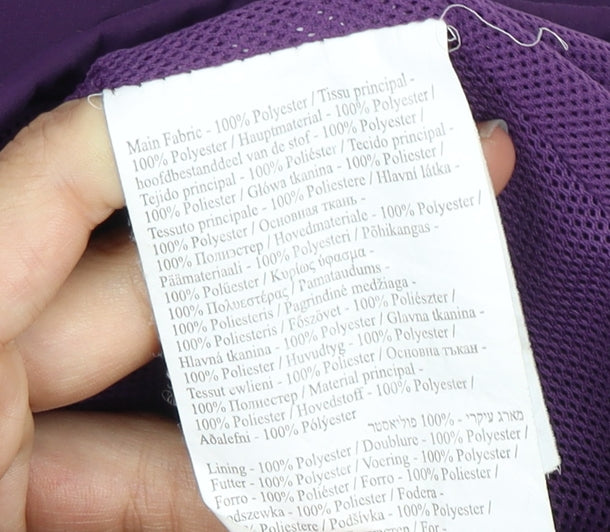 Main Fabric - 100% Polyester / Tissu principal -
100% Polyester / Hauptmaterial - 100% Polyester /
hoofdbestanddeel van de stof - 100% Polyester /
Tejido principal - 100% Poliéster / Tecido principal -
100% Polyester / Główa tkanina - 100% Poliester /
Tessuto principale - 100% Poliestere / Hlavní látka -
100% Polyester / Основная ткань -
100% Полиэстер / Hovedmateriale - 100% Polyester /
Päämateriaali - 100% Polyesteri / Põhikangas -
100% Polüester / Κυρίως ύφασμα -
100% Πολυεστέρας / Pamataudums -
100% Poliesteris / Pagrindinė medžiaga -
100% Poliesteris / Főszövet - 100% Poliészter /
Hlavná tkanina - 100% Polyester / Glavna tkanina -
100% Poliester / Huvudtyg - 100% Polyester /
Tessut ewlieni - 100% Polyester / Основна тъкан -
100% Полиестер / Material principal -
100% Poliester / Hovedstoff - 100% Polyester /
Aðalefni - 100% Pólýester
מארג עיקרי - 100% פוליאסטר
Lining - 100% Polyester / Doublure - 100% Polyester /
Futter - 100% Polyester / Voering - 100% Polyester /
Forro - 100% Poliéster / Forro - 100% Poliester /
100% Poliester / Fodera -
Poliestere / Podšívka - 100% Polyester /
For -